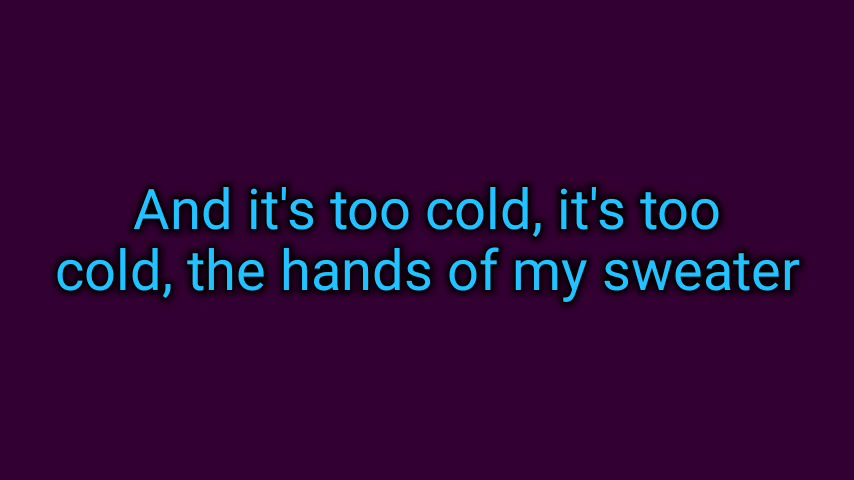 And it's too cold, it's too
cold, the hands of my sweater